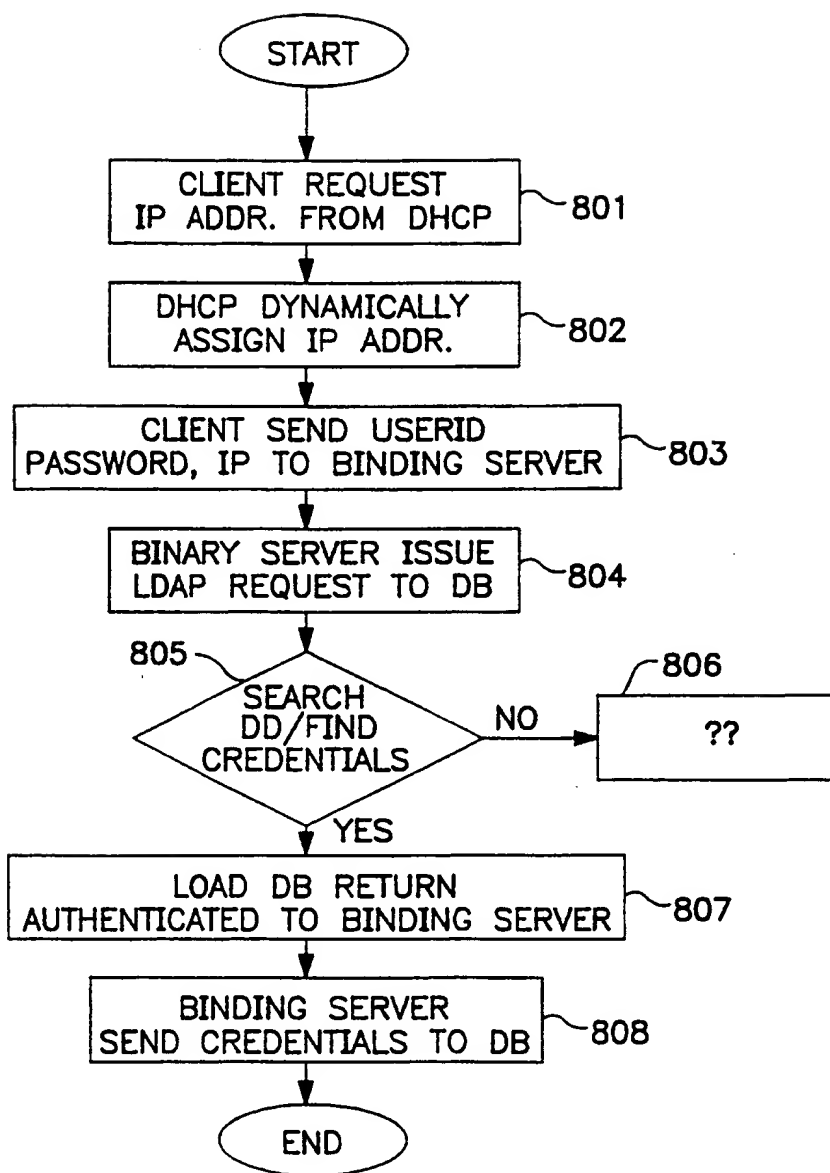 START
CLIENT REQUEST
IP ADDR. FROM DHCP
801
DHCP DYNAMICALLY
ASSIGN IP ADDR.
802
CLIENT SEND USERID
PASSWORD, IP TO BINDING SERVER
803
BINARY SERVER ISSUE
LDAP REQUEST TO DB
804
805
SEARCH
DD/FIND
CREDENTIALS
NO
806
??
YES
LOAD DB RETURN
AUTHENTICATED TO BINDING SERVER
807
BINDING SERVER
SEND CREDENTIALS TO DB
808
END